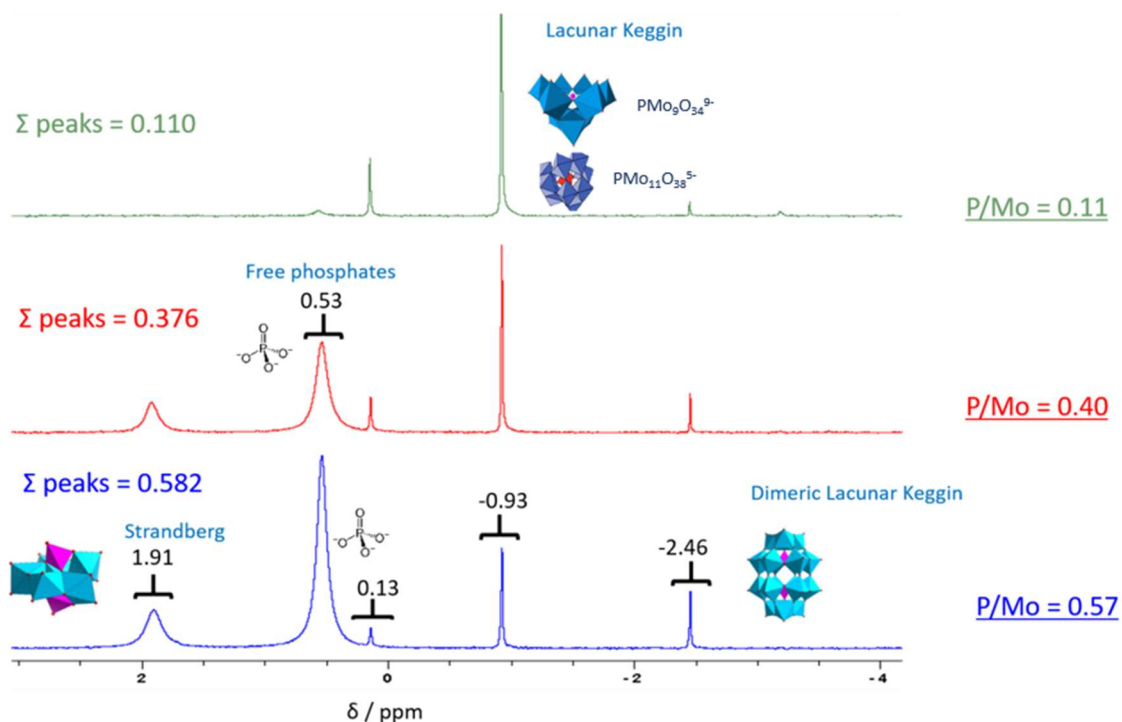 Lacunar Keggin
PMo₉O₃₄⁹⁻
Σ peaks = 0.110
PMo₁₁O₃₈⁵⁻
P/Mo = 0.11
Free phosphates
0.53
Σ peaks = 0.376
O
⁻O P O⁻
O⁻
P/Mo = 0.40
Σ peaks = 0.582
Strandberg
1.91
O
⁻O P O⁻
O⁻
0.13
-0.93
-2.46
Dimeric Lacunar Keggin
P/Mo = 0.57
2 0 -2 -4
δ / ppm